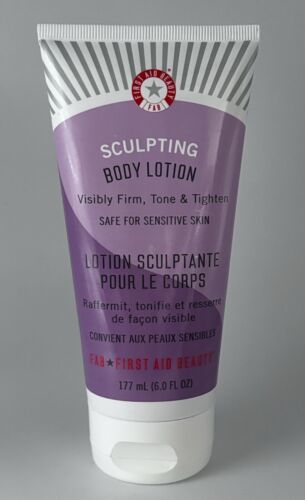 FIRST AID BEAUTY
FAB
SCULPTING
BODY LOTION
Visibly Firm, Tone & Tighten
SAFE FOR SENSITIVE SKIN
LOTION SCULPTANTE
POUR LE CORPS
Raffermit, tonifie et resserre
de façon visible
CONVIENT AUX PEAUX SENSIBLES
FAB★FIRST AID BEAUTY®
177 mL (6.0 FL OZ)